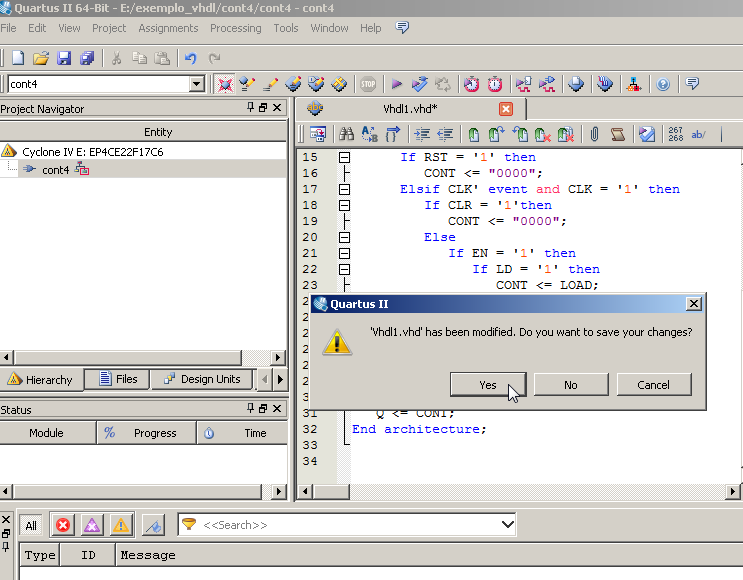 Quartus II 64-Bit - E:/exemplo_vhdl/cont4/cont4 - cont4
File Edit View Project Assignments Processing Tools Window Help
cont4
STOP
Project Navigator
Vhdl1.vhd*
Entity
267
268
ab/
Cyclone IV E: EP4CE22F17C6
cont4
15 If RST = '1' then
16 CONT <= "0000";
17 Elsif CLK' event and CLK = '1' then
18 If CLR = '1'then
19 CONT <= "0000";
20 Else
21 If EN = '1' then
22 If LD = '1' then
23 CONT <= LOAD;
Quartus II
'Vhdl1.vhd' has been modified. Do you want to save your changes?
Yes No Cancel
Hierarchy Files Design Units
31 Q <= CONT;
32 End architecture;
33
34
Status
Module % Progress Time
All <<Search>>
Type ID Message